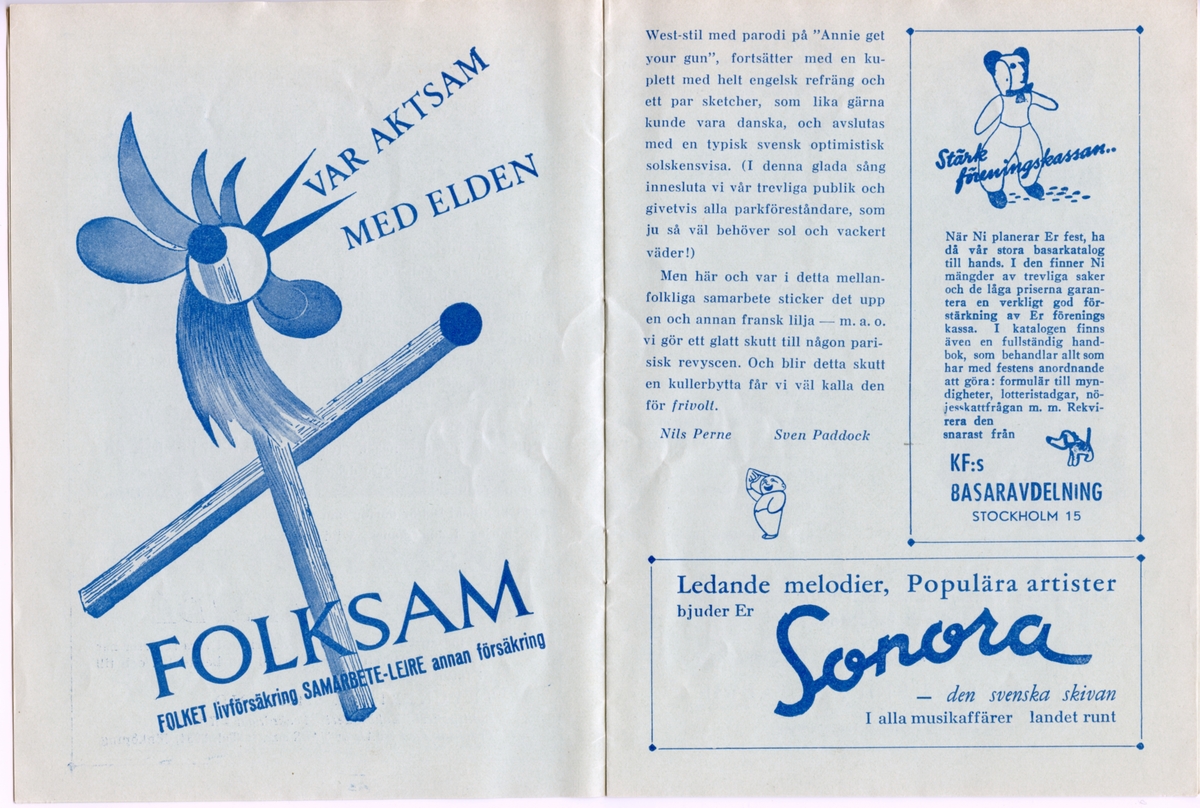 VAR AKTSAM
MED ELDEN
FOLKSAM
FOLKET livförsäkring SAMARBETE-LEIRE annan försäkring
West-stil med parodi på ”Annie get
your gun”, fortsätter med en ku-
plett med helt engelsk refräng och
ett par sketcher, som lika gärna
kunde vara danska, och avslutas
med en typisk svensk optimistisk
solskensvisa. (I denna glada sång
innesluta vi vår trevliga publik och
givetvis alla parkföreståndare, som
ju så väl behöver sol och vackert
väder!)
Men här och var i detta mellan-
folkliga samarbete sticker det upp
en och annan fransk lilja — m. a. o.
vi gör ett glatt skutt till någon pari-
sisk revyscen. Och blir detta skutt
en kullerbytta får vi väl kalla den
för frivolt.
Nils Perne Sven Paddock
Stärk
föreningskassan..
När Ni planerar Er fest, ha
då vår stora basarkatalog
till hands. I den finner Ni
mängder av trevliga saker
och de låga priserna garan-
tera en verkligt god för-
stärkning av Er förenings
kassa. I katalogen finns
även en fullständig hand-
bok, som behandlar allt som
har med festens anordnande
att göra: formulär till myn-
digheter, lotteristadgar, nö-
jesskattfrågan m. m. Rekvi-
rera den
snarast från
KF:s
BASARAVDELNING
STOCKHOLM 15
Ledande melodier, Populära artister
bjuder Er
Sonora
— den svenska skivan
I alla musikaffärer landet runt